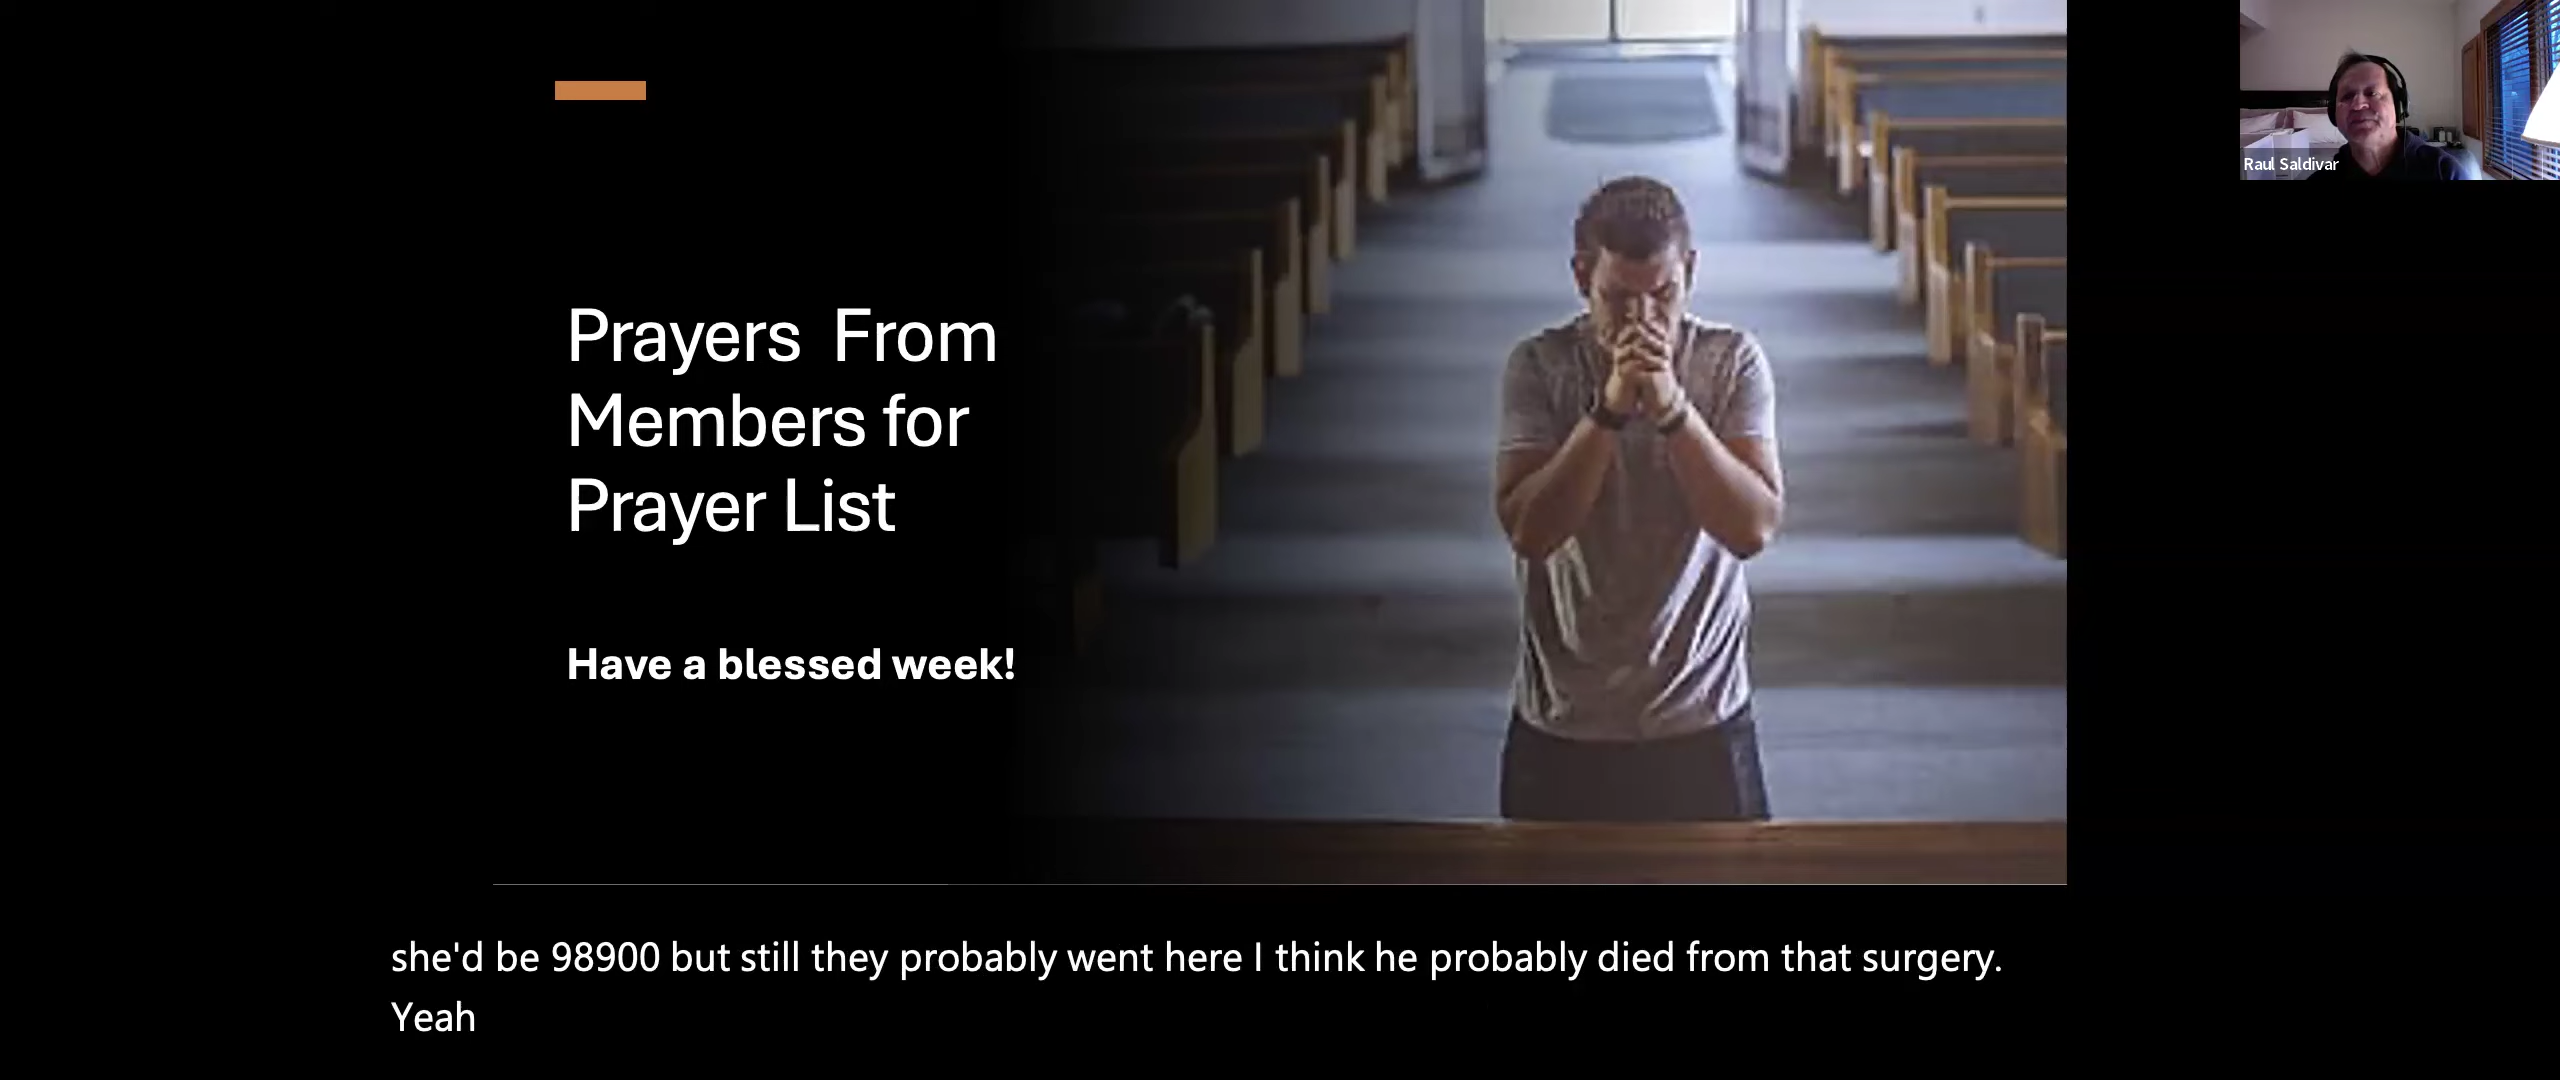 Prayers  From
Members for
Prayer List
Have a blessed week!
Raul Saldivar
she'd be 98900 but still they probably went here I think he probably died from that surgery.
Yeah